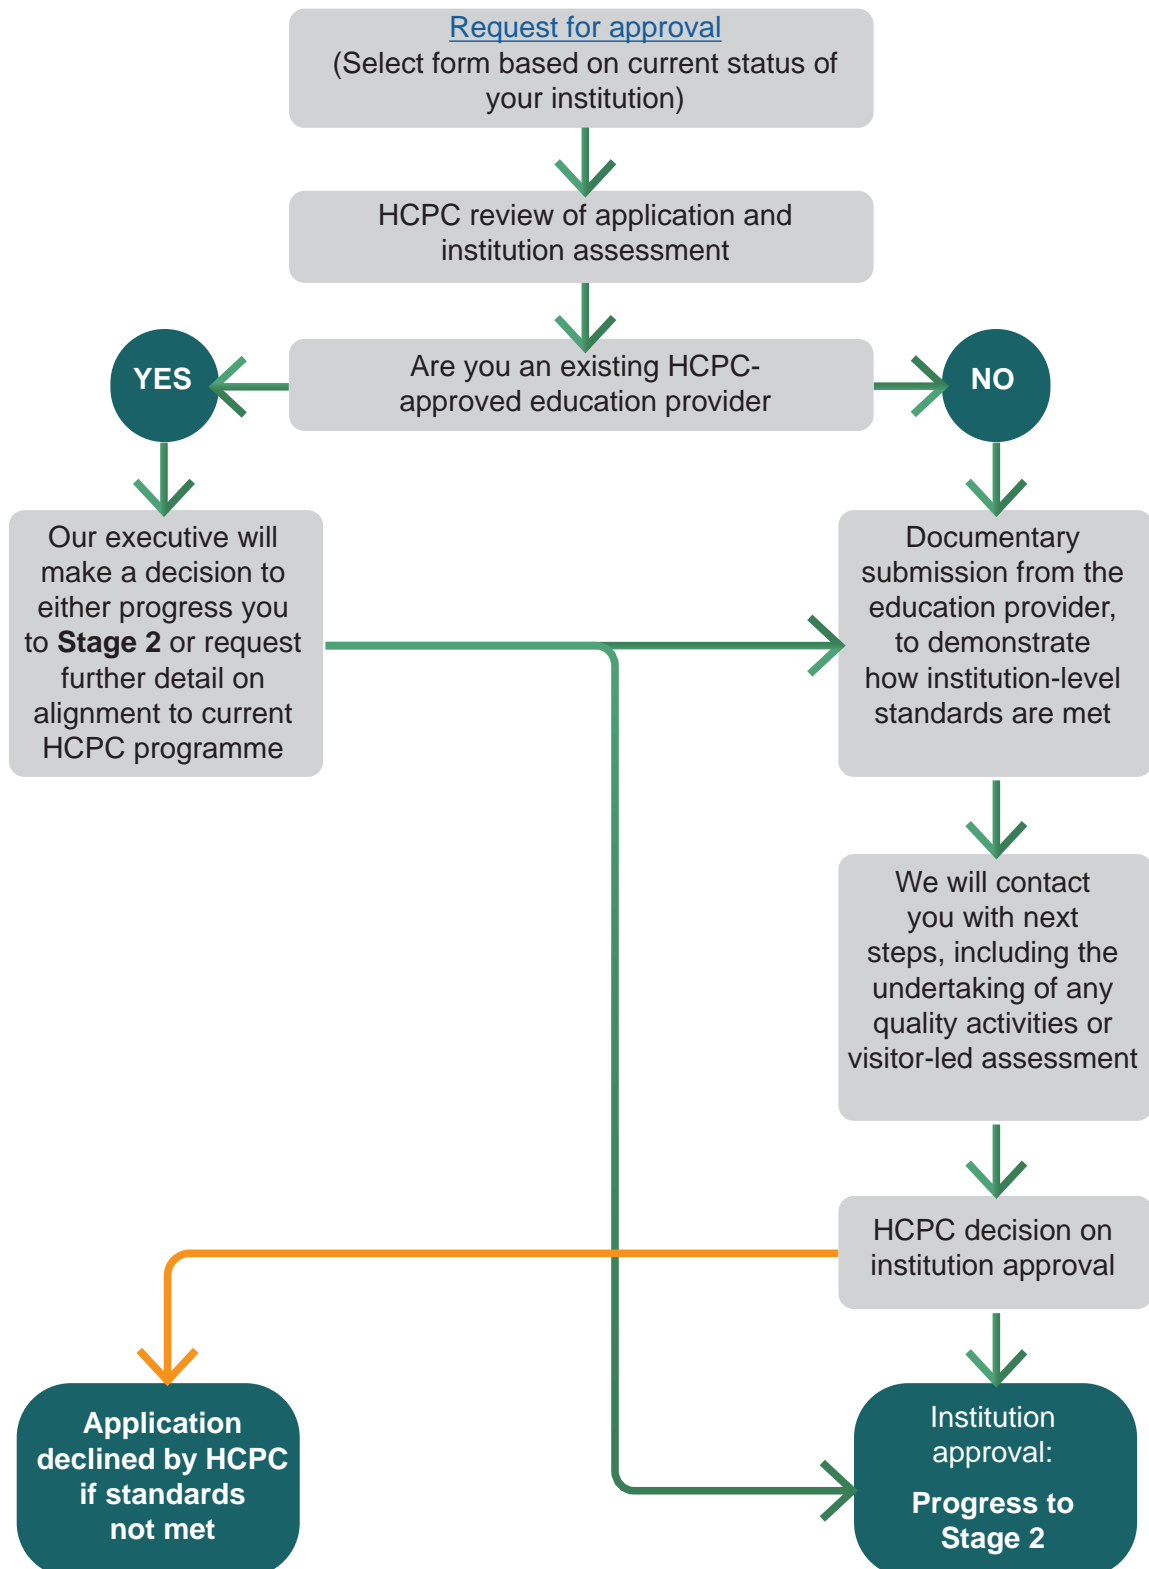 Request for approval
(Select form based on current status of
your institution)
HCPC review of application and
institution assessment
Are you an existing HCPC-
approved education provider
YES
NO
Our executive will
make a decision to
either progress you
to Stage 2 or request
further detail on
alignment to current
HCPC programme
Documentary
submission from the
education provider,
to demonstrate
how institution-level
standards are met
We will contact
you with next
steps, including the
undertaking of any
quality activities or
visitor-led assessment
HCPC decision on
institution approval
Application
declined by HCPC
if standards
not met
Institution
approval:
Progress to
Stage 2